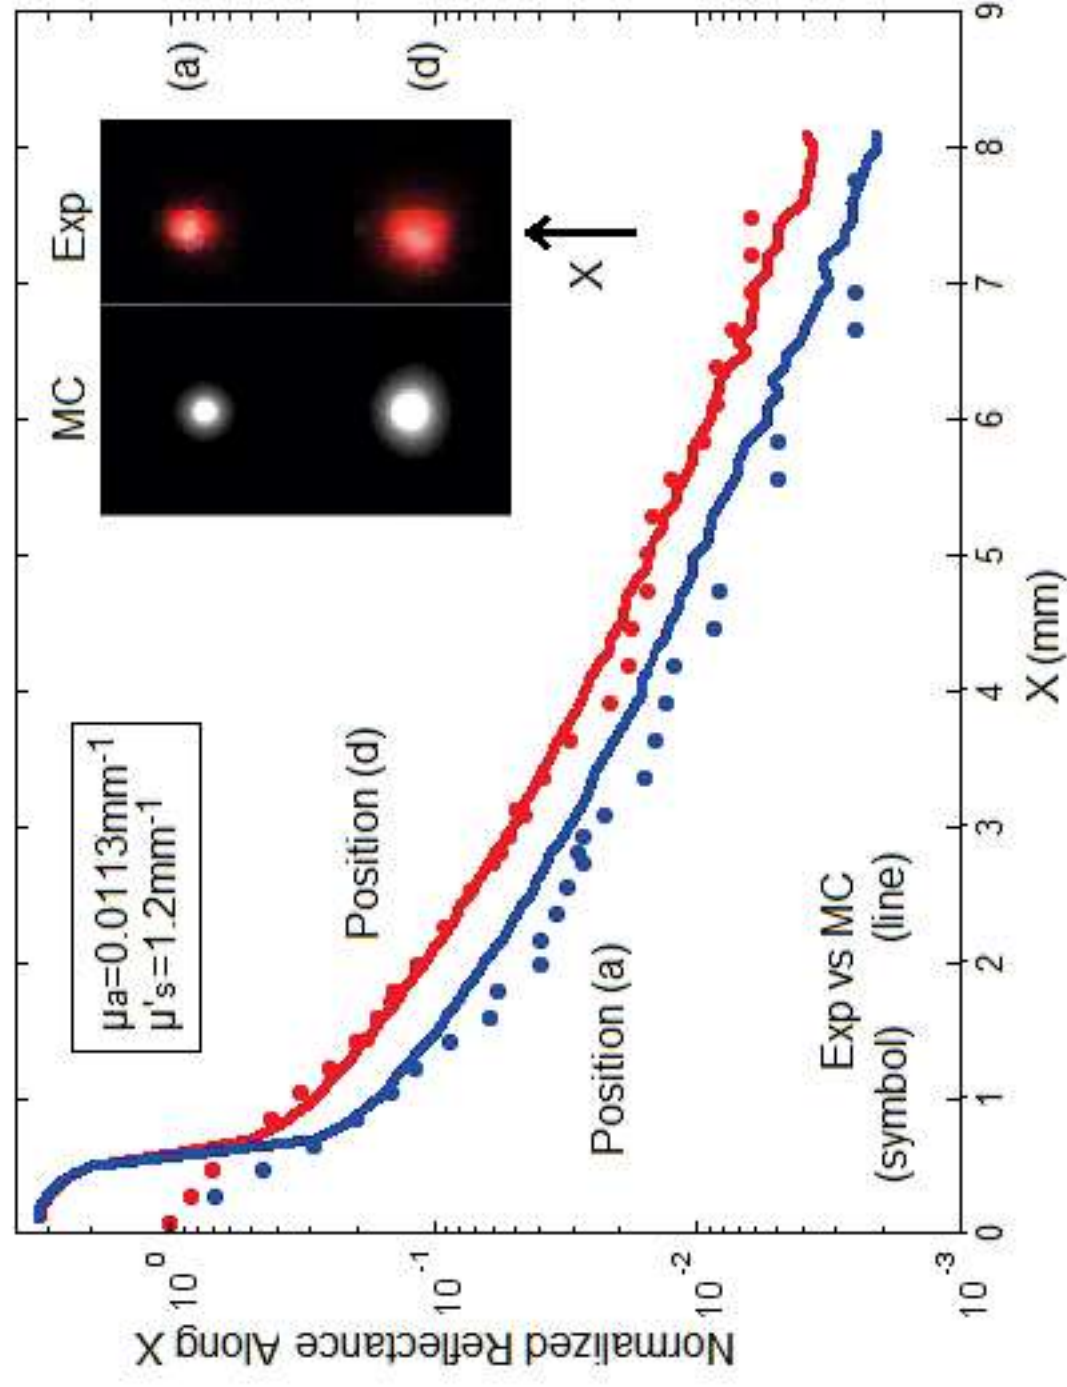 Normalized Reflectance Along X
10 0
10 -1
10 -2
10 -3
µa=0.0113mm-1
µ's=1.2mm-1
MC Exp
(a)
(d)
X
Position (d)
Position (a)
Exp vs MC
(symbol) (line)
0 1 2 3 4 5 6 7 8 9
X (mm)